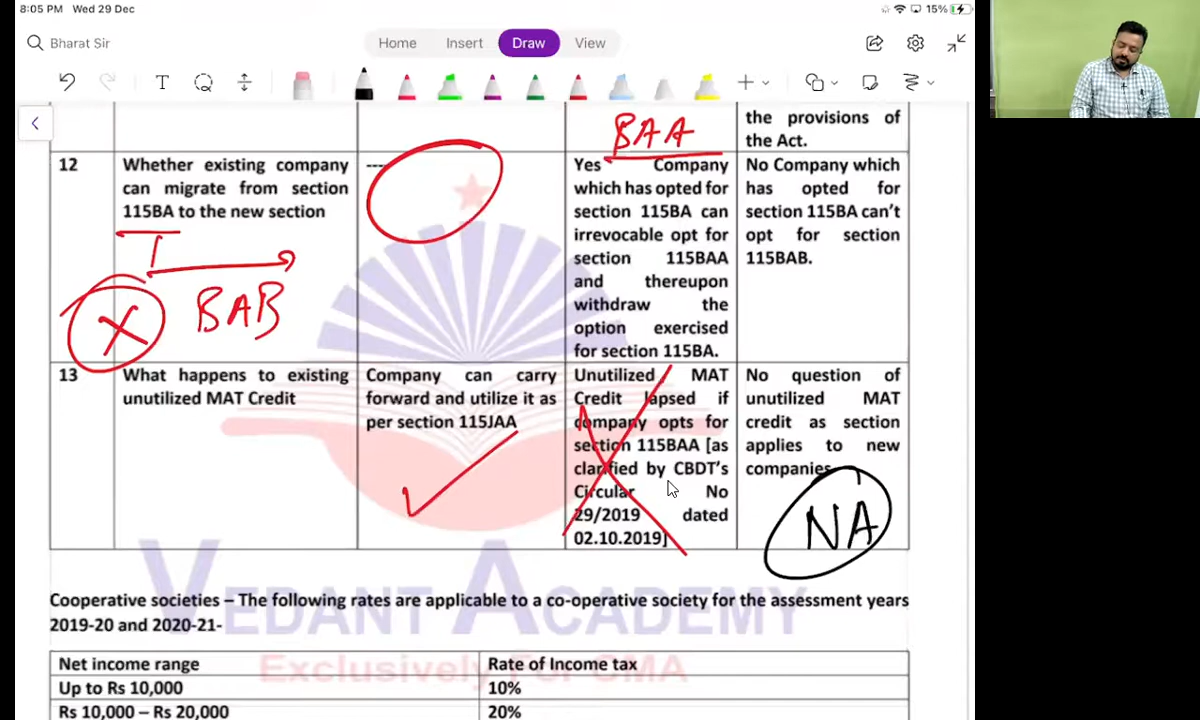 8:05 PM Wed 29 Dec
15%
Bharat Sir
Home Insert Draw View
T
the provisions of
the Act.
BAA
12
Whether existing company
can migrate from section
115BA to the new section
---
Yes Company
which has opted for
section 115BA can
irrevocable opt for
section 115BAA
and thereupon
withdraw the
option exercised
for section 115BA.
No Company which
has opted for
section 115BA can't
opt for section
115BAB.
BAB
13
What happens to existing
unutilized MAT Credit
Company can carry
forward and utilize it as
per section 115JAA
Unutilized MAT
Credit lapsed if
company opts for
section 115BAA [as
clarified by CBDT's
Circular No
29/2019 dated
02.10.2019]
No question of
unutilized MAT
credit as section
applies to new
companies
NA
VEDANT ACADEMY
Exclusively For CMA
Cooperative societies – The following rates are applicable to a co-operative society for the assessment years
2019-20 and 2020-21-
Net income range Rate of Income tax
Up to Rs 10,000 10%
Rs 10,000 – Rs 20,000 20%